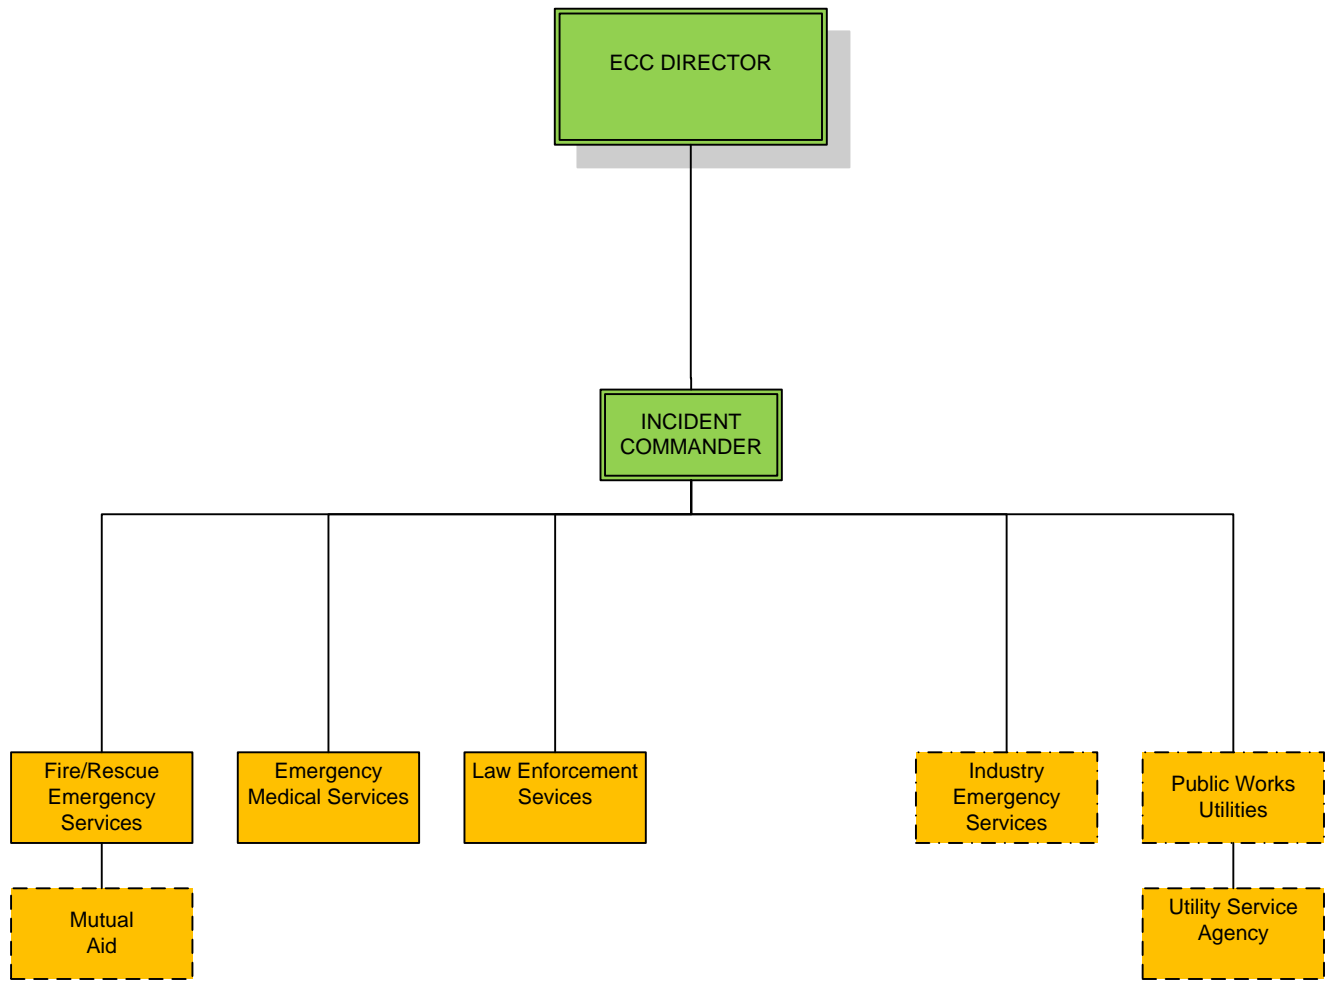 ECC DIRECTOR
INCIDENT
COMMANDER
Fire/Rescue
Emergency
Services
Emergency
Medical Services
Law Enforcement
Sevices
Industry
Emergency
Services
Public Works
Utilities
Mutual
Aid
Utility Service
Agency